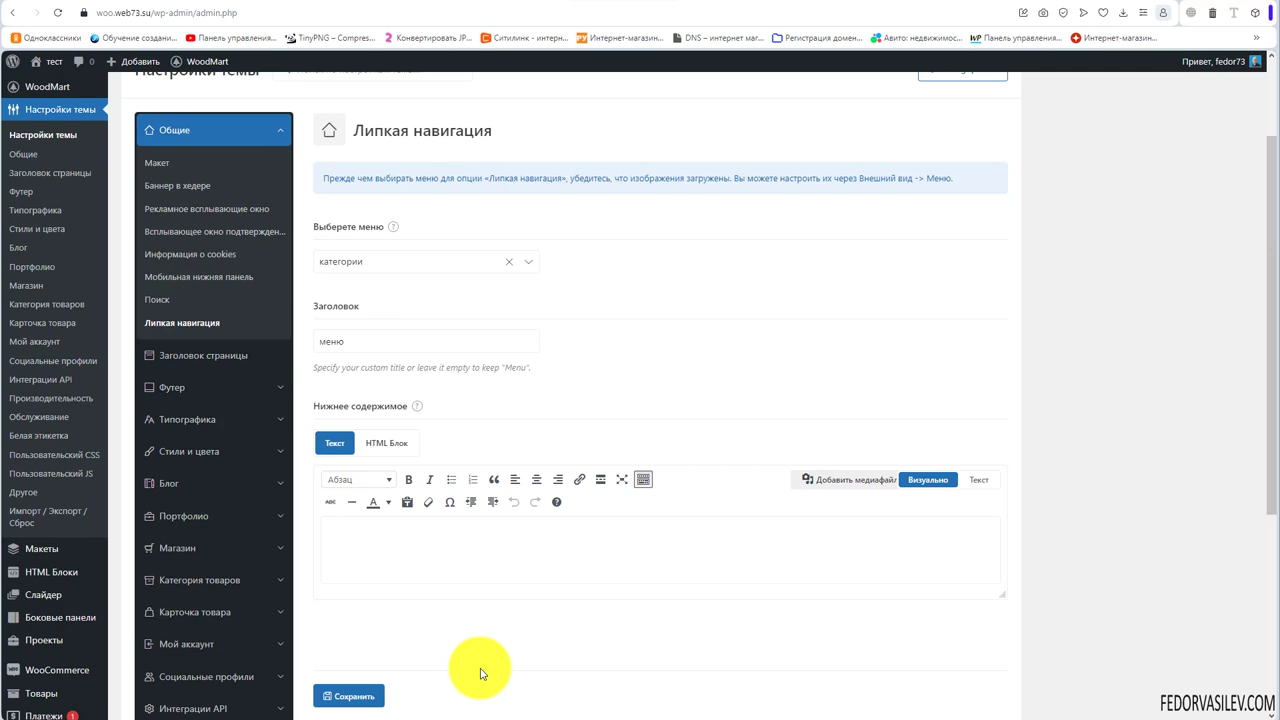 woo.web73.su/wp-admin/admin.php
Одноклассники
Обучение создани...
Панель управления...
TinyPNG – Compres...
Конвертировать JP...
Ситилинк - интерн...
Интернет-магазин...
DNS – интернет маг...
Регистрация домен...
Авито: недвижимос...
Панель управления...
Интернет-магазин...
тест
0
Добавить
WoodMart
Привет, fedor73
Настройки темы
WoodMart
Настройки темы
Настройки темы
Общие
Заголовок страницы
Футер
Типографика
Стили и цвета
Блог
Портфолио
Магазин
Категория товаров
Карточка товара
Мой аккаунт
Социальные профили
Интеграции API
Производительность
Обслуживание
Белая этикетка
Пользовательский CSS
Пользовательский JS
Другое
Импорт / Экспорт /
Сброс
Макеты
HTML Блоки
Слайдер
Боковые панели
Проекты
WooCommerce
Товары
Платежи 1
Общие
Макет
Баннер в хедере
Рекламное всплывающие окно
Всплывающее окно подтвержден...
Информация о cookies
Мобильная нижняя панель
Поиск
Липкая навигация
Заголовок страницы
Футер
Типографика
Стили и цвета
Блог
Портфолио
Магазин
Категория товаров
Карточка товара
Мой аккаунт
Социальные профили
Интеграции API
Липкая навигация
Прежде чем выбирать меню для опции «Липкая навигация», убедитесь, что изображения загружены. Вы можете настроить их через Внешний вид -> Меню.
Выберете меню ?
категории
Заголовок
меню
Specify your custom title or leave it empty to keep "Menu".
Нижнее содержимое ?
Текст
HTML Блок
Абзац
B I
Добавить медиафайл
Визуально
Текст
ABC
A
Сохранить
FEDORVASILEV.COM